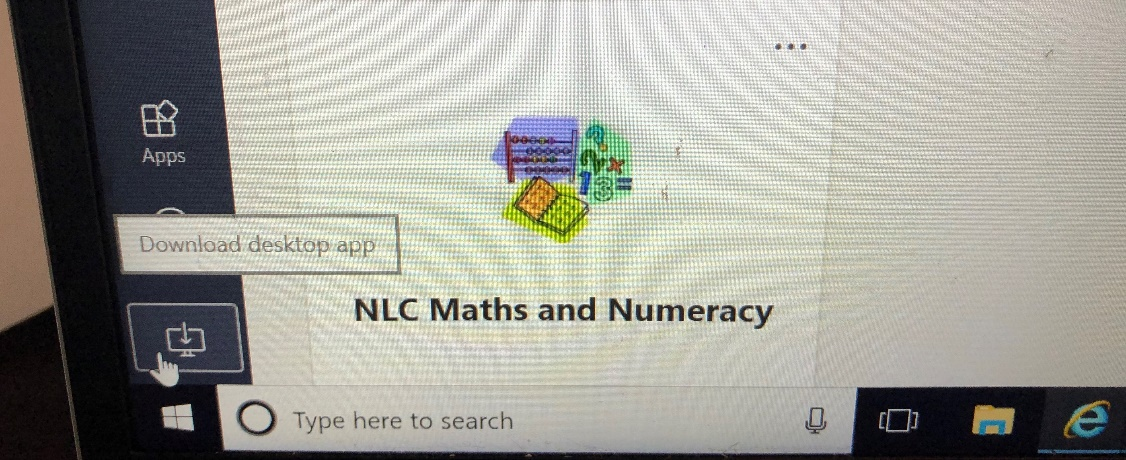 Apps
Download desktop app
NLC Maths and Numeracy
Type here to search